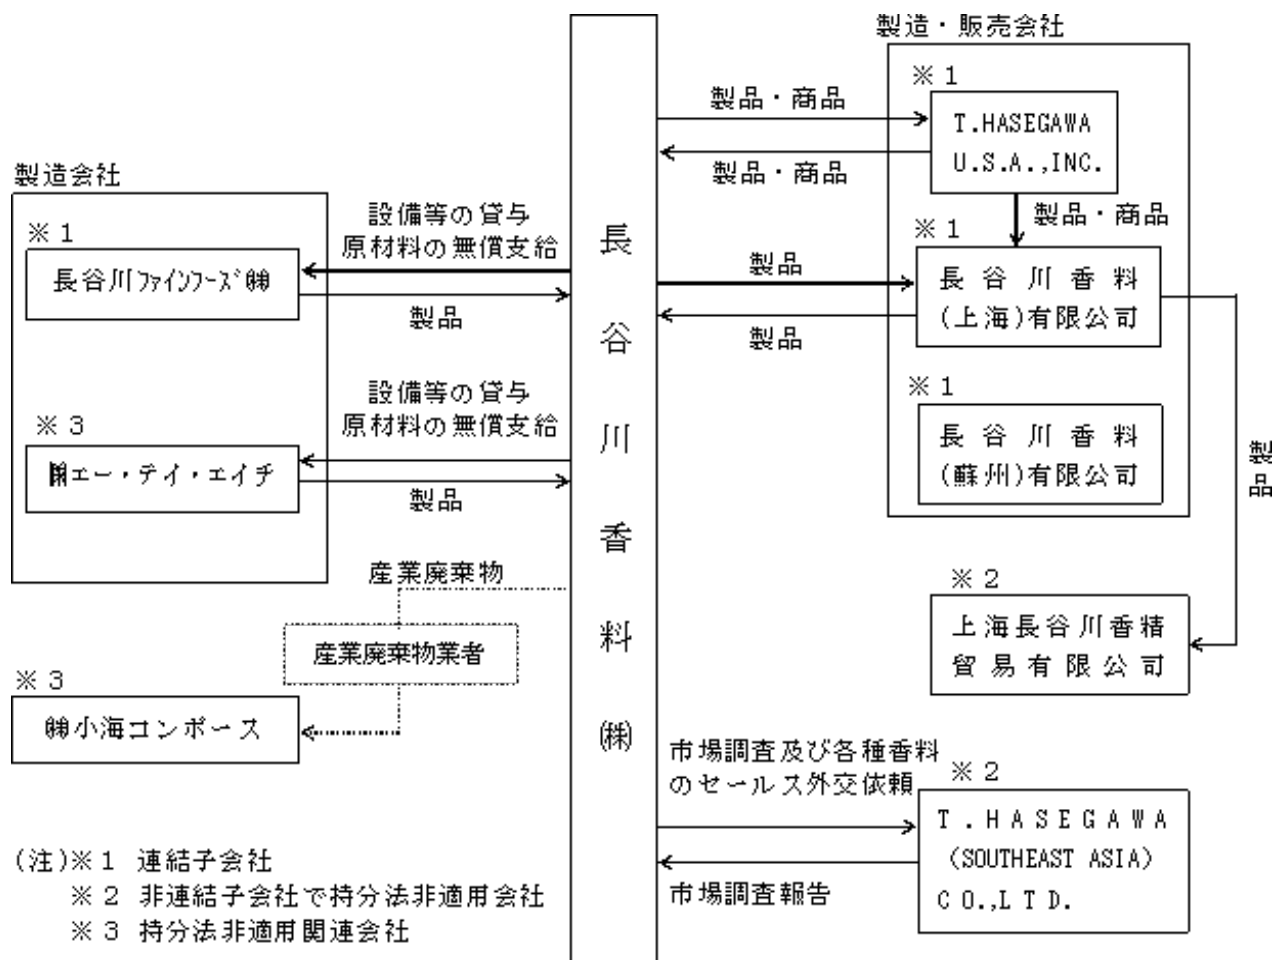 製造・販売会社
※１
製品・商品
T.HASEGAWA
U.S.A.,INC.
製品・商品
製品・商品
製造会社
※１
長谷川ファインフーズ㈱
設備等の貸与
原材料の無償支給
製品
※３
㈱エー・テイ・エイチ
設備等の貸与
原材料の無償支給
製品
産業廃棄物
産業廃棄物業者
※３
㈱小海コンポース
長谷川香料㈱
※１
製品
長谷川香料
(上海)有限公司
製品
※１
長谷川香料
(蘇州)有限公司
製品
※２
上海長谷川香精
貿易有限公司
市場調査及び各種香料
のセールス外交依頼
※２
T.HASEGAWA
(SOUTHEAST ASIA)
CO.,LTD.
市場調査報告
(注)※１ 連結子会社
※２ 非連結子会社で持分法非適用会社
※３ 持分法非適用関連会社